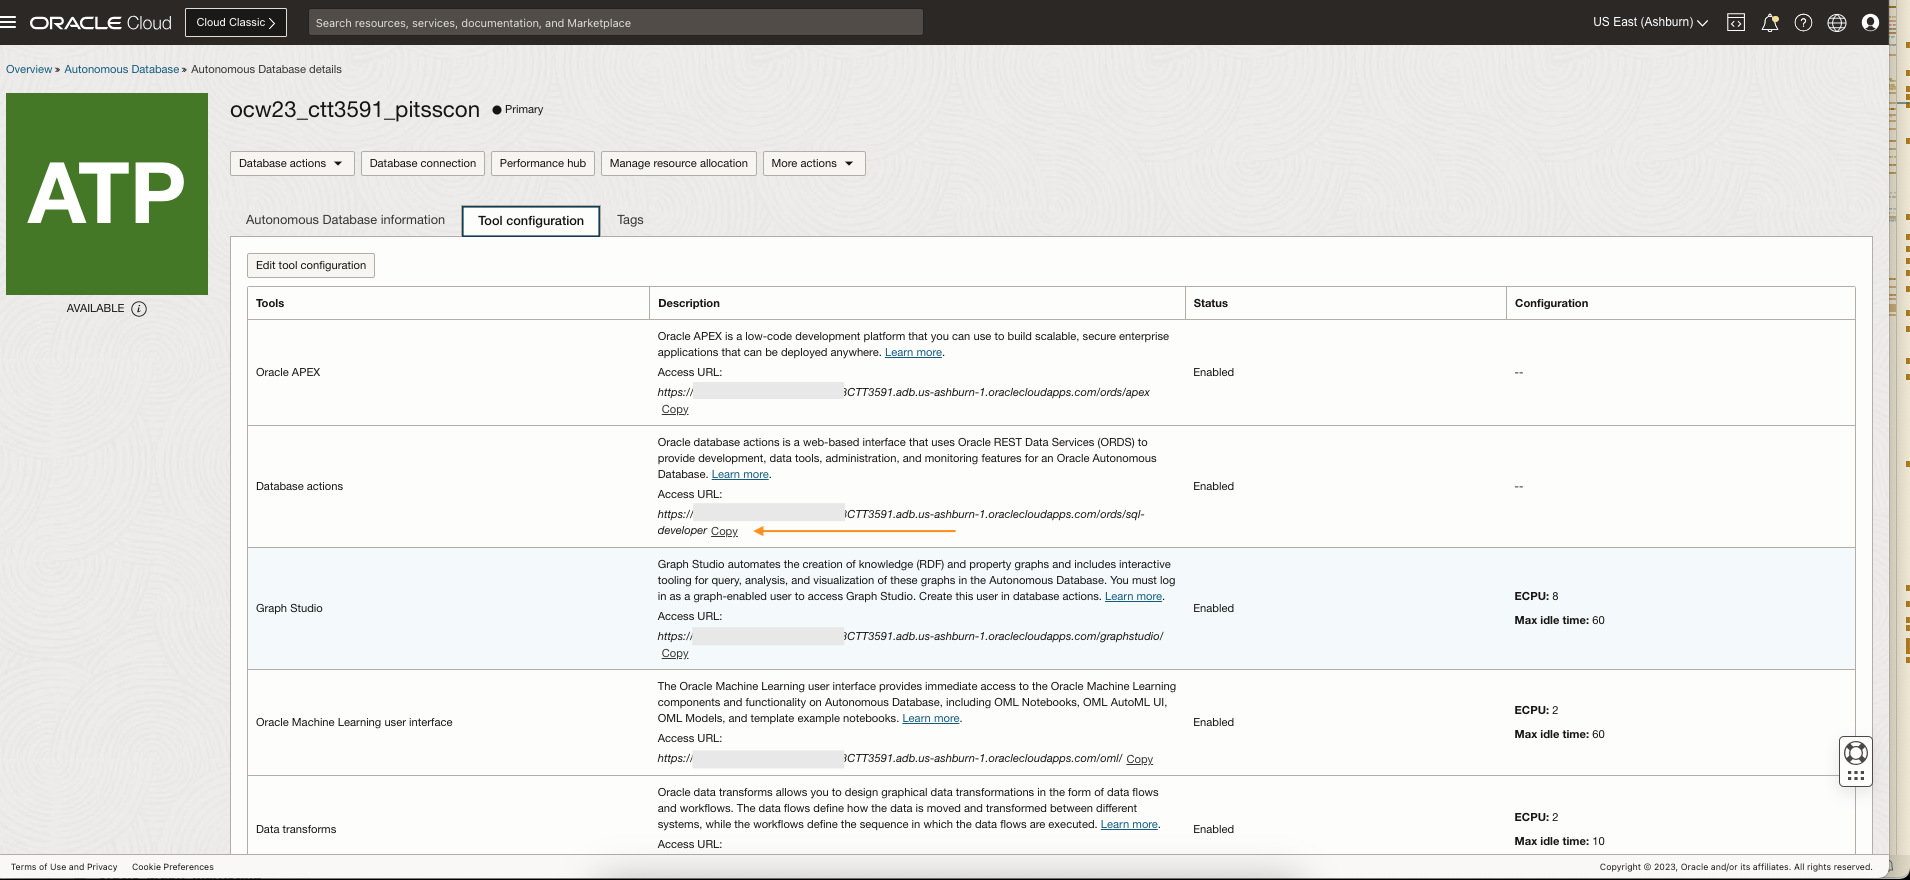 ORACLE Cloud
Cloud Classic
Search resources, services, documentation, and Marketplace
US East (Ashburn)
Overview » Autonomous Database » Autonomous Database details
ATP
AVAILABLE
ocw23_ctt3591_pitsscon
Primary
Database actions
Database connection
Performance hub
Manage resource allocation
More actions
Autonomous Database information
Tool configuration
Tags
Edit tool configuration
Tools Description Status Configuration
Oracle APEX
Oracle APEX is a low-code development platform that you can use to build scalable, secure enterprise
applications that can be deployed anywhere. Learn more.
Access URL:
https:// CTT3591.adb.us-ashburn-1.oraclecloudapps.com/ords/apex
Copy
Enabled
--
Database actions
Oracle database actions is a web-based interface that uses Oracle REST Data Services (ORDS) to
provide development, data tools, administration, and monitoring features for an Oracle Autonomous
Database. Learn more.
Access URL:
https:// CTT3591.adb.us-ashburn-1.oraclecloudapps.com/ords/sql-
developer Copy
Enabled
--
Graph Studio
Graph Studio automates the creation of knowledge (RDF) and property graphs and includes interactive
tooling for query, analysis, and visualization of these graphs in the Autonomous Database. You must log
in as a graph-enabled user to access Graph Studio. Create this user in database actions. Learn more.
Access URL:
https:// CTT3591.adb.us-ashburn-1.oraclecloudapps.com/graphstudio/
Copy
Enabled
ECPU: 8
Max idle time: 60
Oracle Machine Learning user interface
The Oracle Machine Learning user interface provides immediate access to the Oracle Machine Learning
components and functionality on Autonomous Database, including OML Notebooks, OML AutoML UI,
OML Models, and template example notebooks. Learn more.
Access URL:
https:// CTT3591.adb.us-ashburn-1.oraclecloudapps.com/oml/ Copy
Enabled
ECPU: 2
Max idle time: 60
Data transforms
Oracle data transforms allows you to design graphical data transformations in the form of data flows
and workflows. The data flows define how the data is moved and transformed between different
systems, while the workflows define the sequence in which the data flows are executed. Learn more.
Access URL:
Enabled
ECPU: 2
Max idle time: 10
Terms of Use and Privacy Cookie Preferences
Copyright © 2023, Oracle and/or its affiliates. All rights reserved.